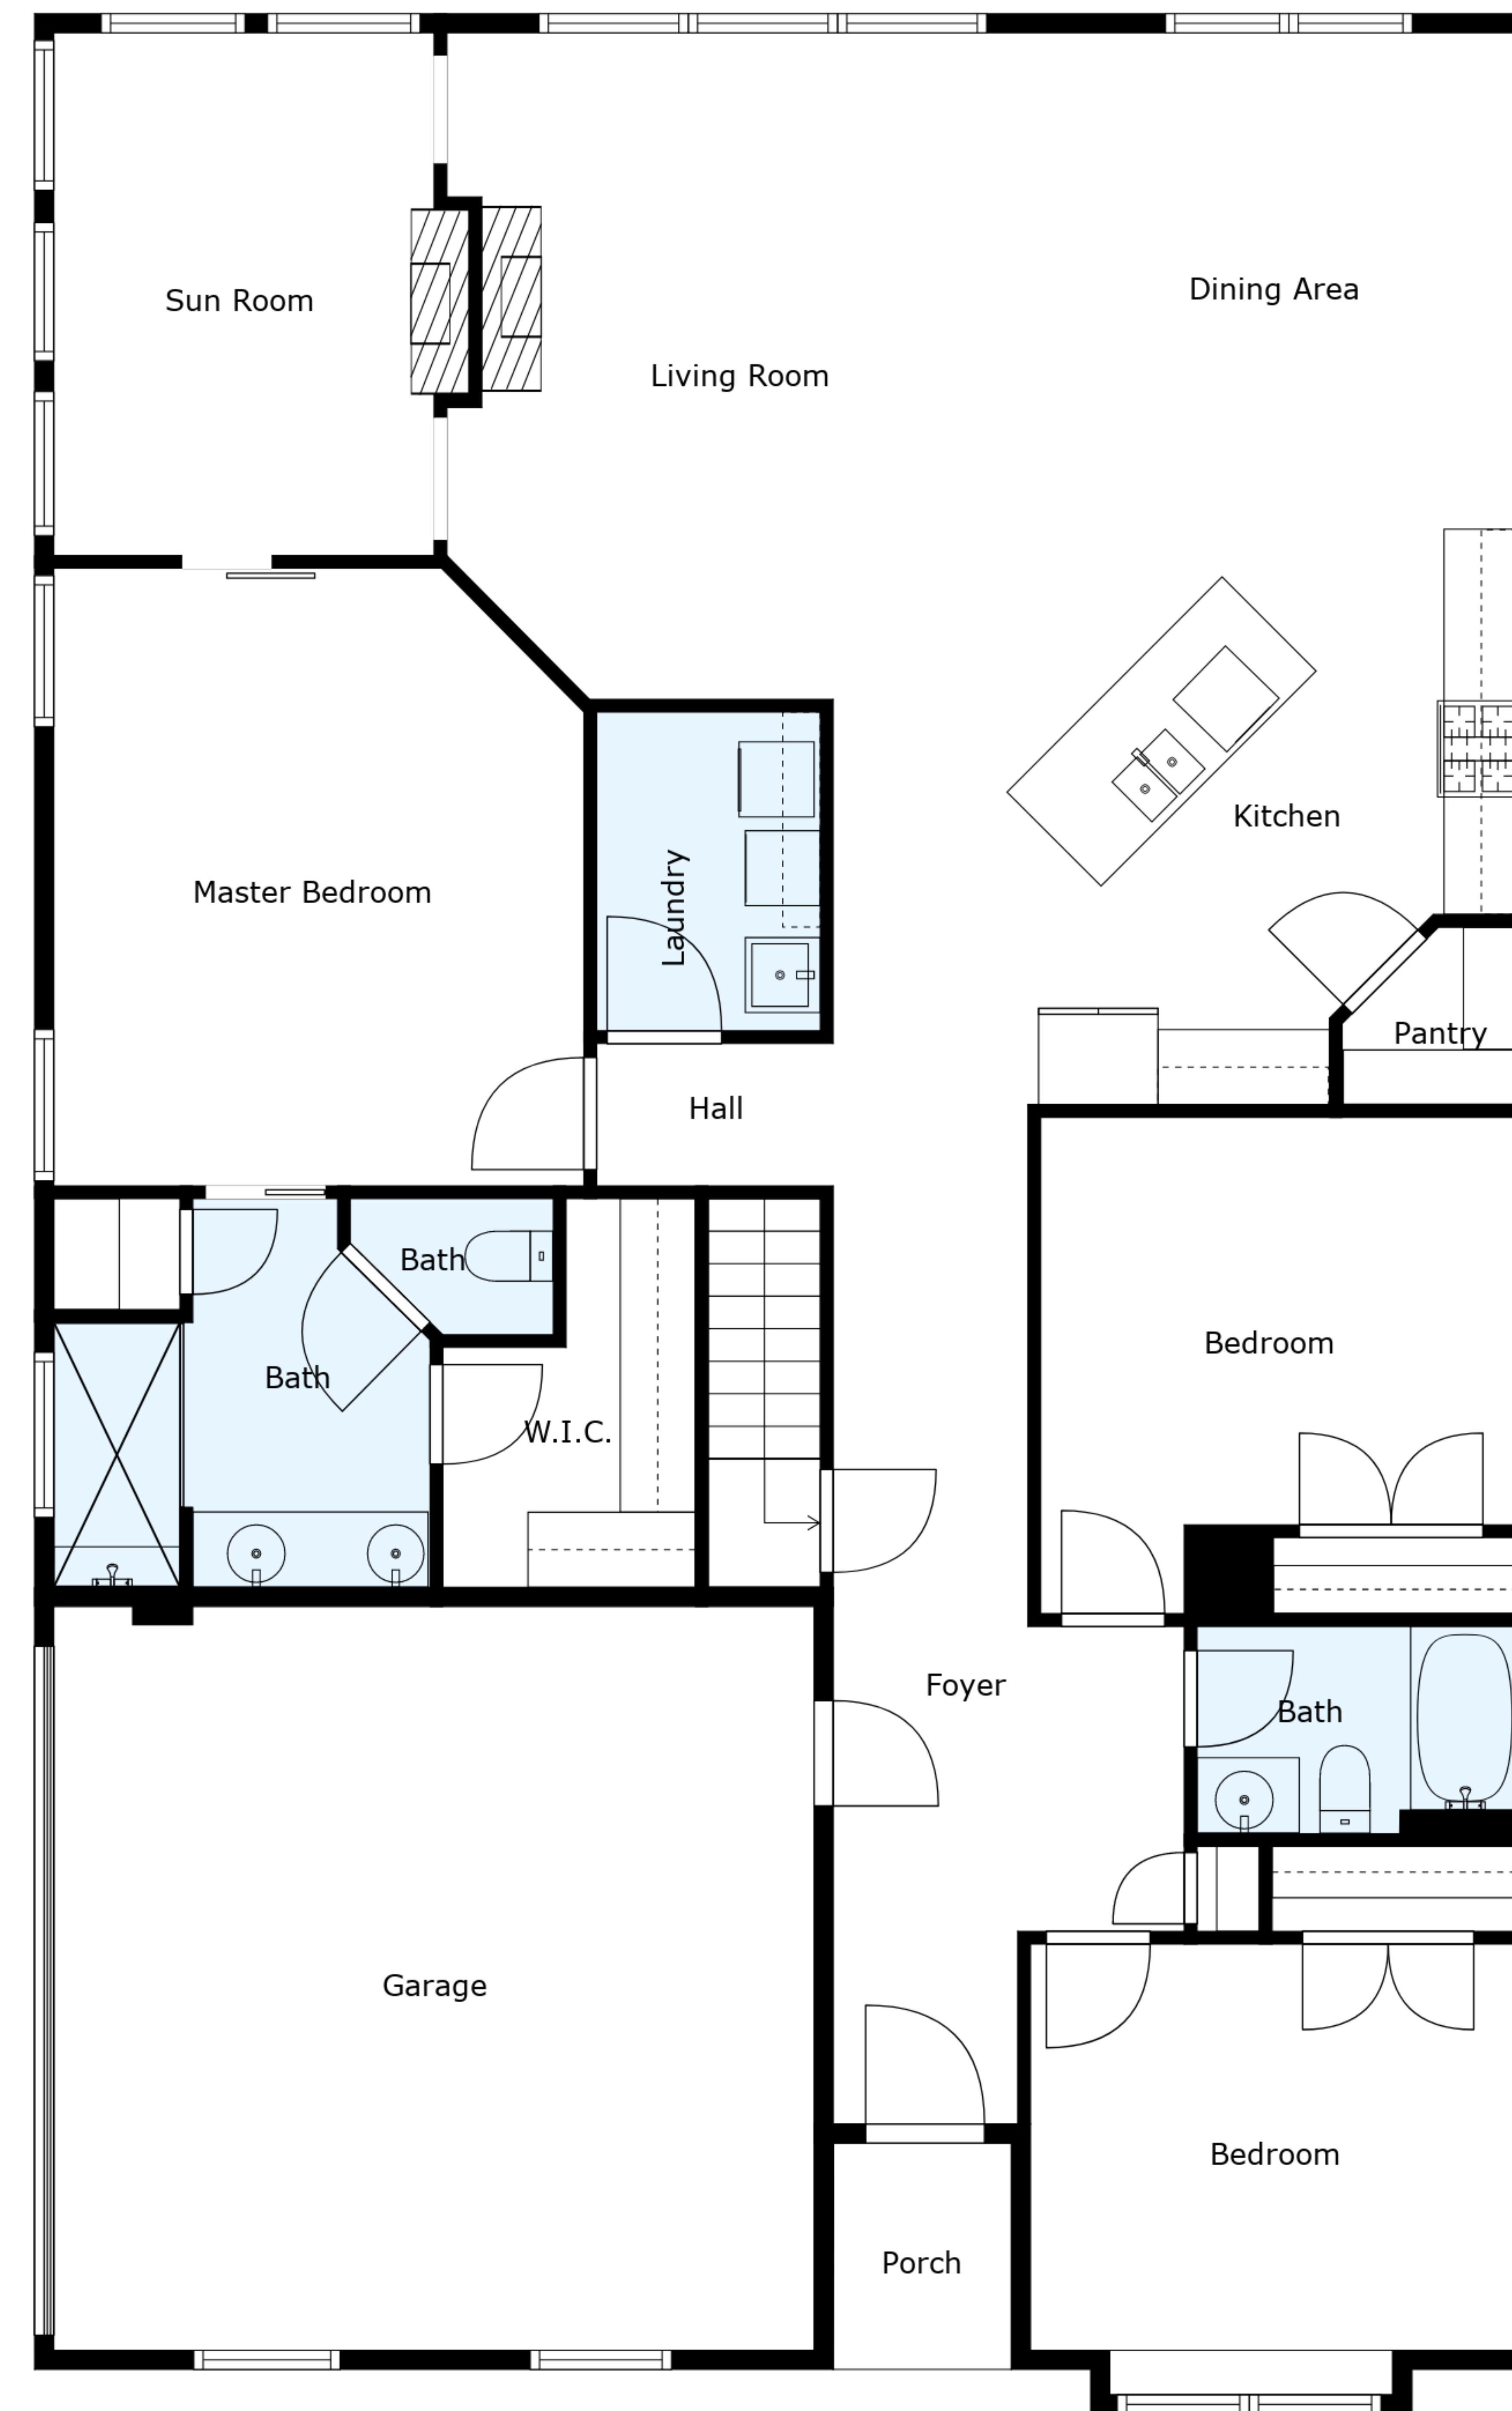 Dining Area
Sun Room
Living Room
Kitchen
Master Bedroom
Laundry
Pantry
Hall
Bath
Bedroom
Bath
W.I.C.
Foyer
Bath
Garage
Bedroom
Porch